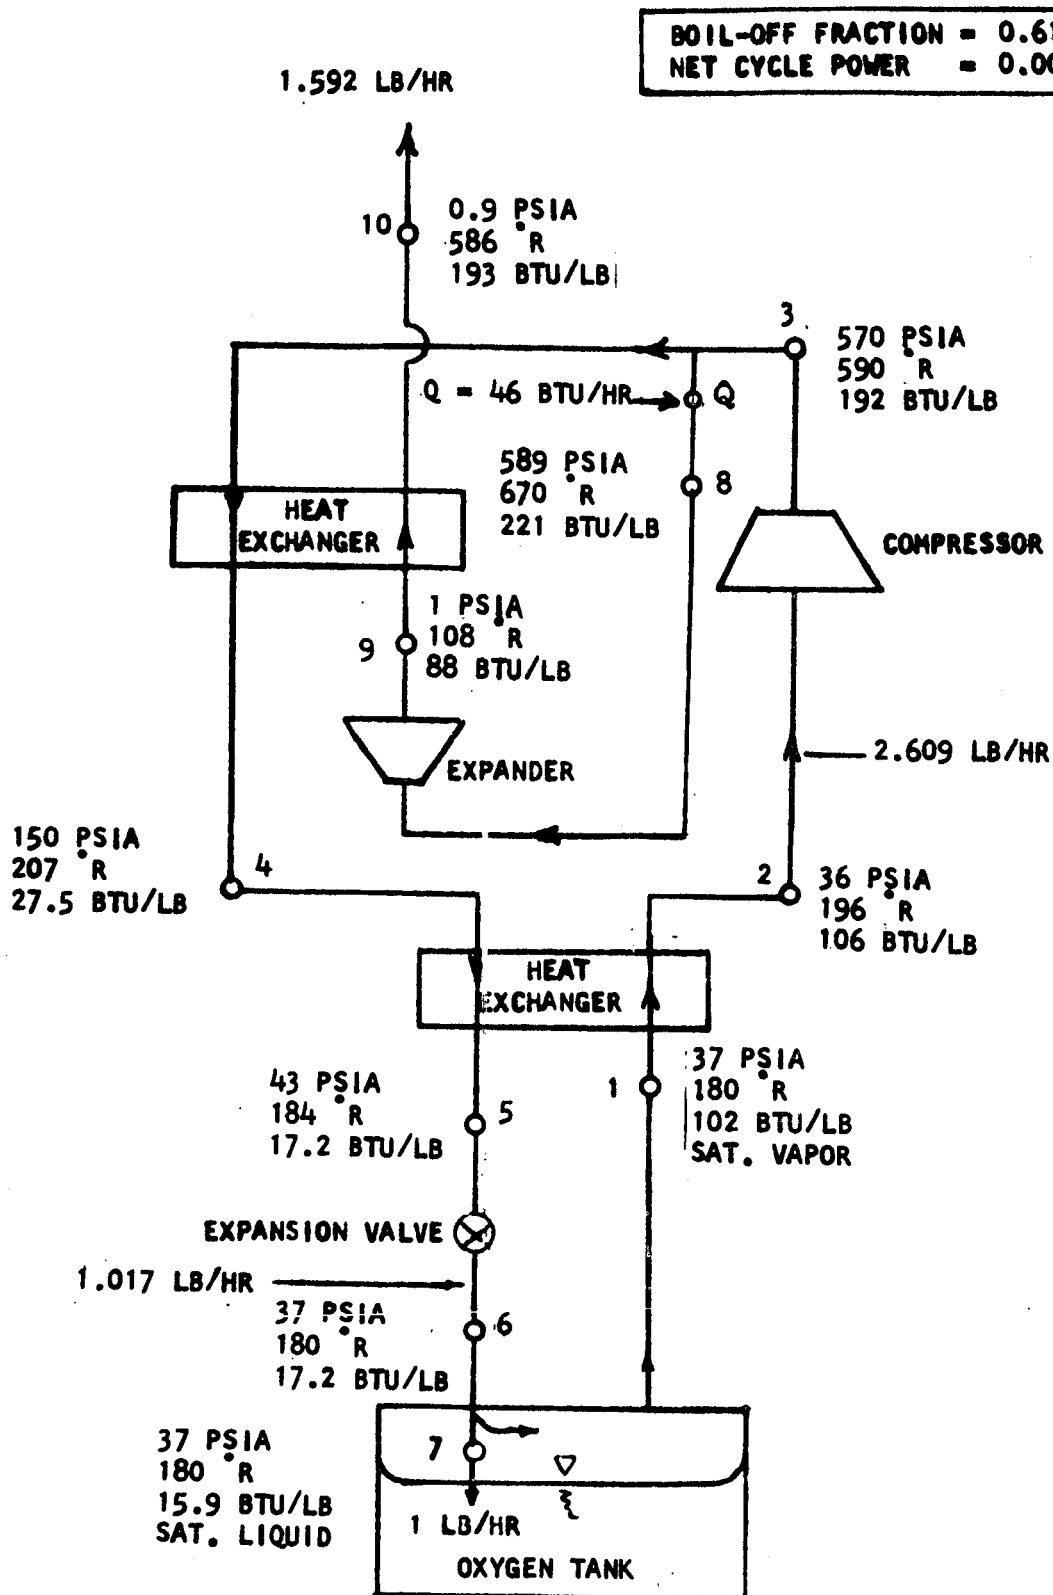 BOIL-OFF FRACTION = 0.61
NET CYCLE POWER = 0.00
1.592 LB/HR
10
0.9 PSIA
586 °R
193 BTU/LB
3
570 PSIA
590 °R
192 BTU/LB
Q = 46 BTU/HR
Q
589 PSIA
670 °R
221 BTU/LB
8
HEAT
EXCHANGER
COMPRESSOR
1 PSIA
108 °R
88 BTU/LB
9
EXPANDER
2.609 LB/HR
150 PSIA
207 °R
27.5 BTU/LB
4
2
36 PSIA
196 °R
106 BTU/LB
HEAT
EXCHANGER
43 PSIA
184 °R
17.2 BTU/LB
5
1
37 PSIA
180 °R
102 BTU/LB
SAT. VAPOR
EXPANSION VALVE
1.017 LB/HR
37 PSIA
180 °R
17.2 BTU/LB
6
37 PSIA
180 °R
15.9 BTU/LB
SAT. LIQUID
7
1 LB/HR
OXYGEN TANK